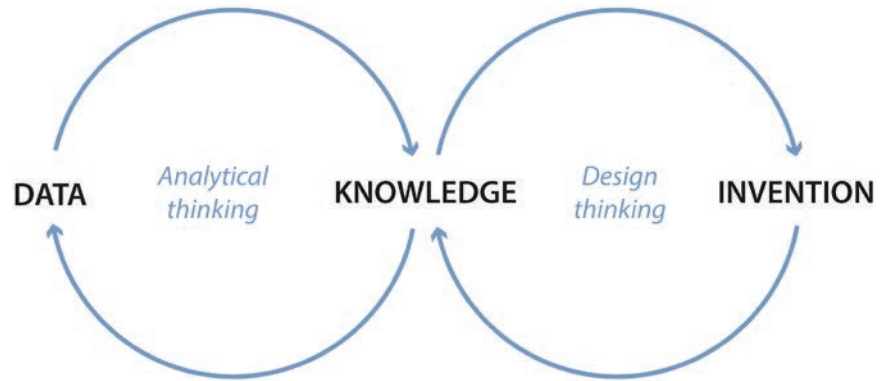 DATA
Analytical
thinking
KNOWLEDGE
Design
thinking
INVENTION